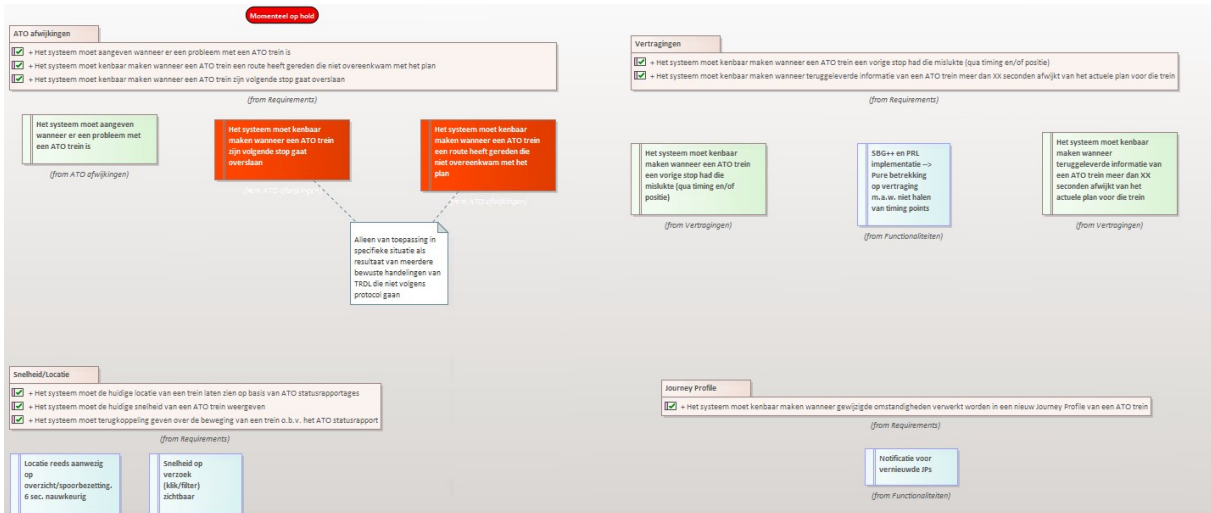 Momenteel op hold
ATO afwijkingen
+ Het systeem moet aangeven wanneer er een probleem met een ATO trein is
+ Het systeem moet kenbaar maken wanneer een ATO trein een route heeft gereden die niet overeenkwam met het plan
+ Het systeem moet kenbaar maken wanneer een ATO trein zijn volgende stop gaat overslaan
(from Requirements)
Het systeem moet aangeven
wanneer er een probleem met
een ATO trein is
(from ATO afwijkingen)
Het systeem moet kenbaar
maken wanneer een ATO trein
zijn volgende stop gaat
overslaan
(from ATO afwijkingen)
Het systeem moet kenbaar
maken wanneer een ATO trein
een route heeft gereden die
niet overeenkwam met het
plan
(from ATO afwijkingen)
Alleen van toepassing in
specifieke situatie als
resultaat van meerdere
bewuste handelingen van
TRDL die niet volgens
protocol gaan
Vertragingen
+ Het systeem moet kenbaar maken wanneer een ATO trein een vorige stop had die mislukte (qua timing en/of positie)
+ Het systeem moet kenbaar maken wanneer teruggeleverde informatie van een ATO trein meer dan XX seconden afwijkt van het actuele plan voor die trein
(from Requirements)
Het systeem moet kenbaar
maken wanneer een ATO trein
een vorige stop had die
mislukte (qua timing en/of
positie)
(from Vertragingen)
SBG++ en PRL
implementatie -->
Pure betrekking
op vertraging
m.a.w. niet halen
van timing points
(from Functionaliteiten)
Het systeem moet kenbaar
maken wanneer
teruggeleverde informatie van
een ATO trein meer dan XX
seconden afwijkt van het
actuele plan voor die trein
(from Vertragingen)
Snelheid/Locatie
+ Het systeem moet de huidige locatie van een trein laten zien op basis van ATO statusrapportages
+ Het systeem moet de huidige snelheid van een ATO trein weergeven
+ Het systeem moet terugkoppeling geven over de beweging van een trein o.b.v. het ATO statusrapport
(from Requirements)
Locatie reeds aanwezig
op
overzicht/spoorbezetting.
6 sec. nauwkeurig
Snelheid op
verzoek
(klik/filter)
zichtbaar
Journey Profile
+ Het systeem moet kenbaar maken wanneer gewijzigde omstandigheden verwerkt worden in een nieuw Journey Profile van een ATO trein
(from Requirements)
Notificatie voor
vernieuwde JPs
(from Functionaliteiten)